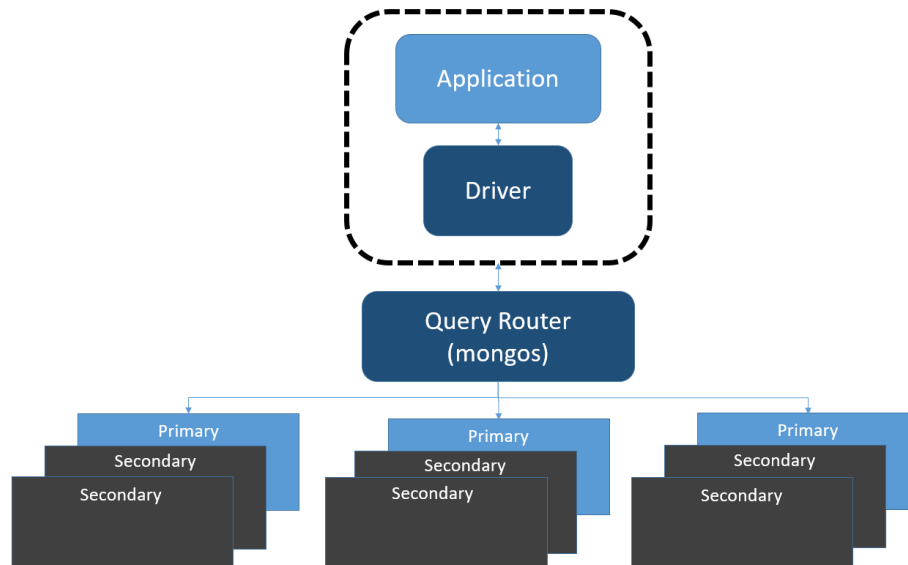 Application
Driver
Query Router
(mongos)
Primary
Secondary
Secondary
Primary
Secondary
Secondary
Primary
Secondary
Secondary